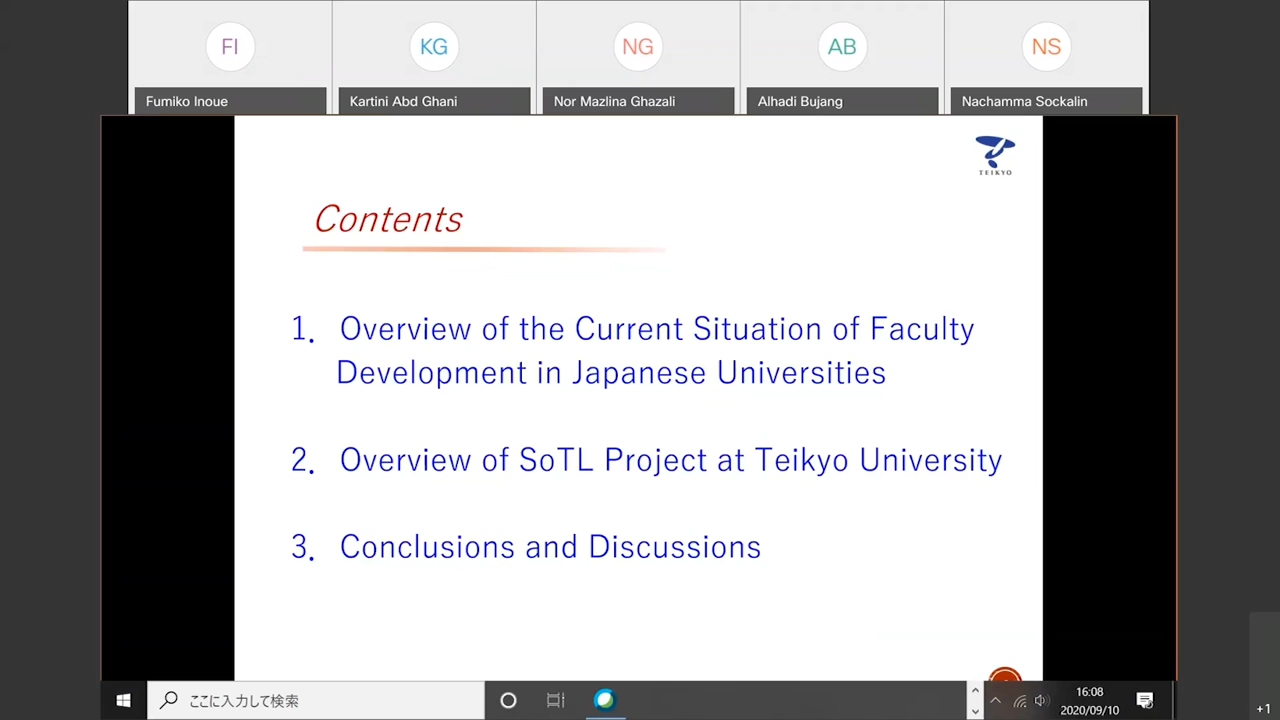 FI
KG
NG
AB
NS
Fumiko Inoue
Kartini Abd Ghani
Nor Mazlina Ghazali
Alhadi Bujang
Nachamma Sockalin
TEIKYO
Contents
1. Overview of the Current Situation of Faculty
Development in Japanese Universities
2. Overview of SoTL Project at Teikyo University
3. Conclusions and Discussions
ここに入力して検索
16:08
2020/09/10
+1